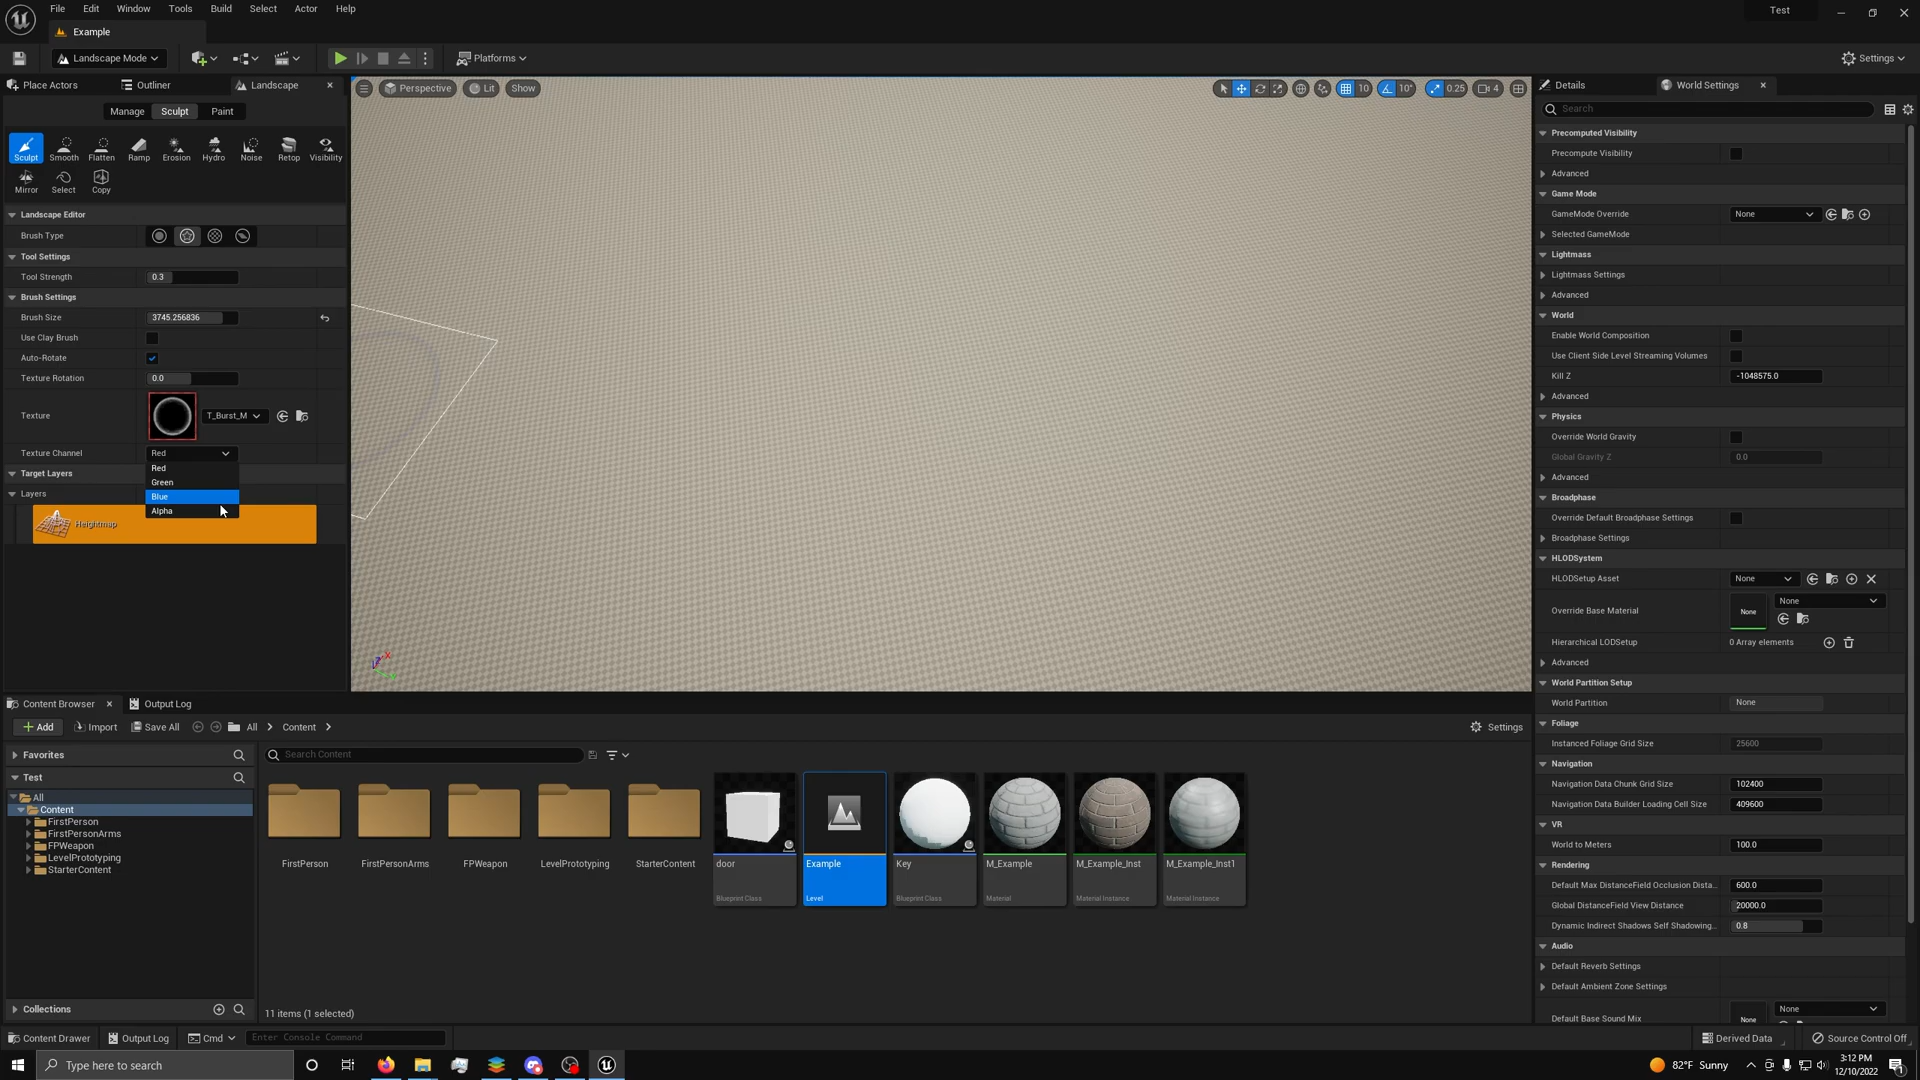 File Edit Window Tools Build Select Actor Help
Test
Example
Landscape Mode
Platforms
Settings
Place Actors
Outliner
Landscape
Manage
Sculpt
Paint
Sculpt
Smooth
Flatten
Ramp
Erosion
Hydro
Noise
Retop
Visibility
Mirror
Select
Copy
Landscape Editor
Brush Type
Tool Settings
Tool Strength
0.3
Brush Settings
Brush Size
3745.256836
Use Clay Brush
Auto-Rotate
Texture Rotation
0.0
Texture
T_Burst_M
Texture Channel
Red
Red
Green
Blue
Alpha
Target Layers
Layers
Heightmap
Perspective
Lit
Show
10
10°
0.25
4
Details
World Settings
Search
Precomputed Visibility
Precompute Visibility
Advanced
Game Mode
GameMode Override
None
Selected GameMode
Lightmass
Lightmass Settings
Advanced
World
Enable World Composition
Use Client Side Level Streaming Volumes
Kill Z
-1048575.0
Advanced
Physics
Override World Gravity
Global Gravity Z
0.0
Advanced
Broadphase
Override Default Broadphase Settings
Broadphase Settings
HLODSystem
HLODSetup Asset
None
Override Base Material
None
None
Hierarchical LODSetup
0 Array elements
Advanced
World Partition Setup
World Partition
None
Foliage
Instanced Foliage Grid Size
25600
Navigation
Navigation Data Chunk Grid Size
102400
Navigation Data Builder Loading Cell Size
409600
VR
World to Meters
100.0
Rendering
Default Max DistanceField Occlusion Dista...
600.0
Global DistanceField View Distance
20000.0
Dynamic Indirect Shadows Self Shadowing...
0.8
Audio
Default Reverb Settings
Default Ambient Zone Settings
Default Base Sound Mix
None
None
Content Browser
Output Log
Add
Import
Save All
All
Content
Settings
Favorites
Test
All
Content
FirstPerson
FirstPersonArms
FPWeapon
LevelPrototyping
StarterContent
Collections
Search Content
FirstPerson
FirstPersonArms
FPWeapon
LevelPrototyping
StarterContent
door
Blueprint Class
Example
Level
Key
Blueprint Class
M_Example
Material
M_Example_Inst
Material Instance
M_Example_Inst1
Material Instance
11 items (1 selected)
Content Drawer
Output Log
Cmd
Enter Console Command
Derived Data
Source Control Off
Type here to search
82°F Sunny
3:12 PM
12/10/2022